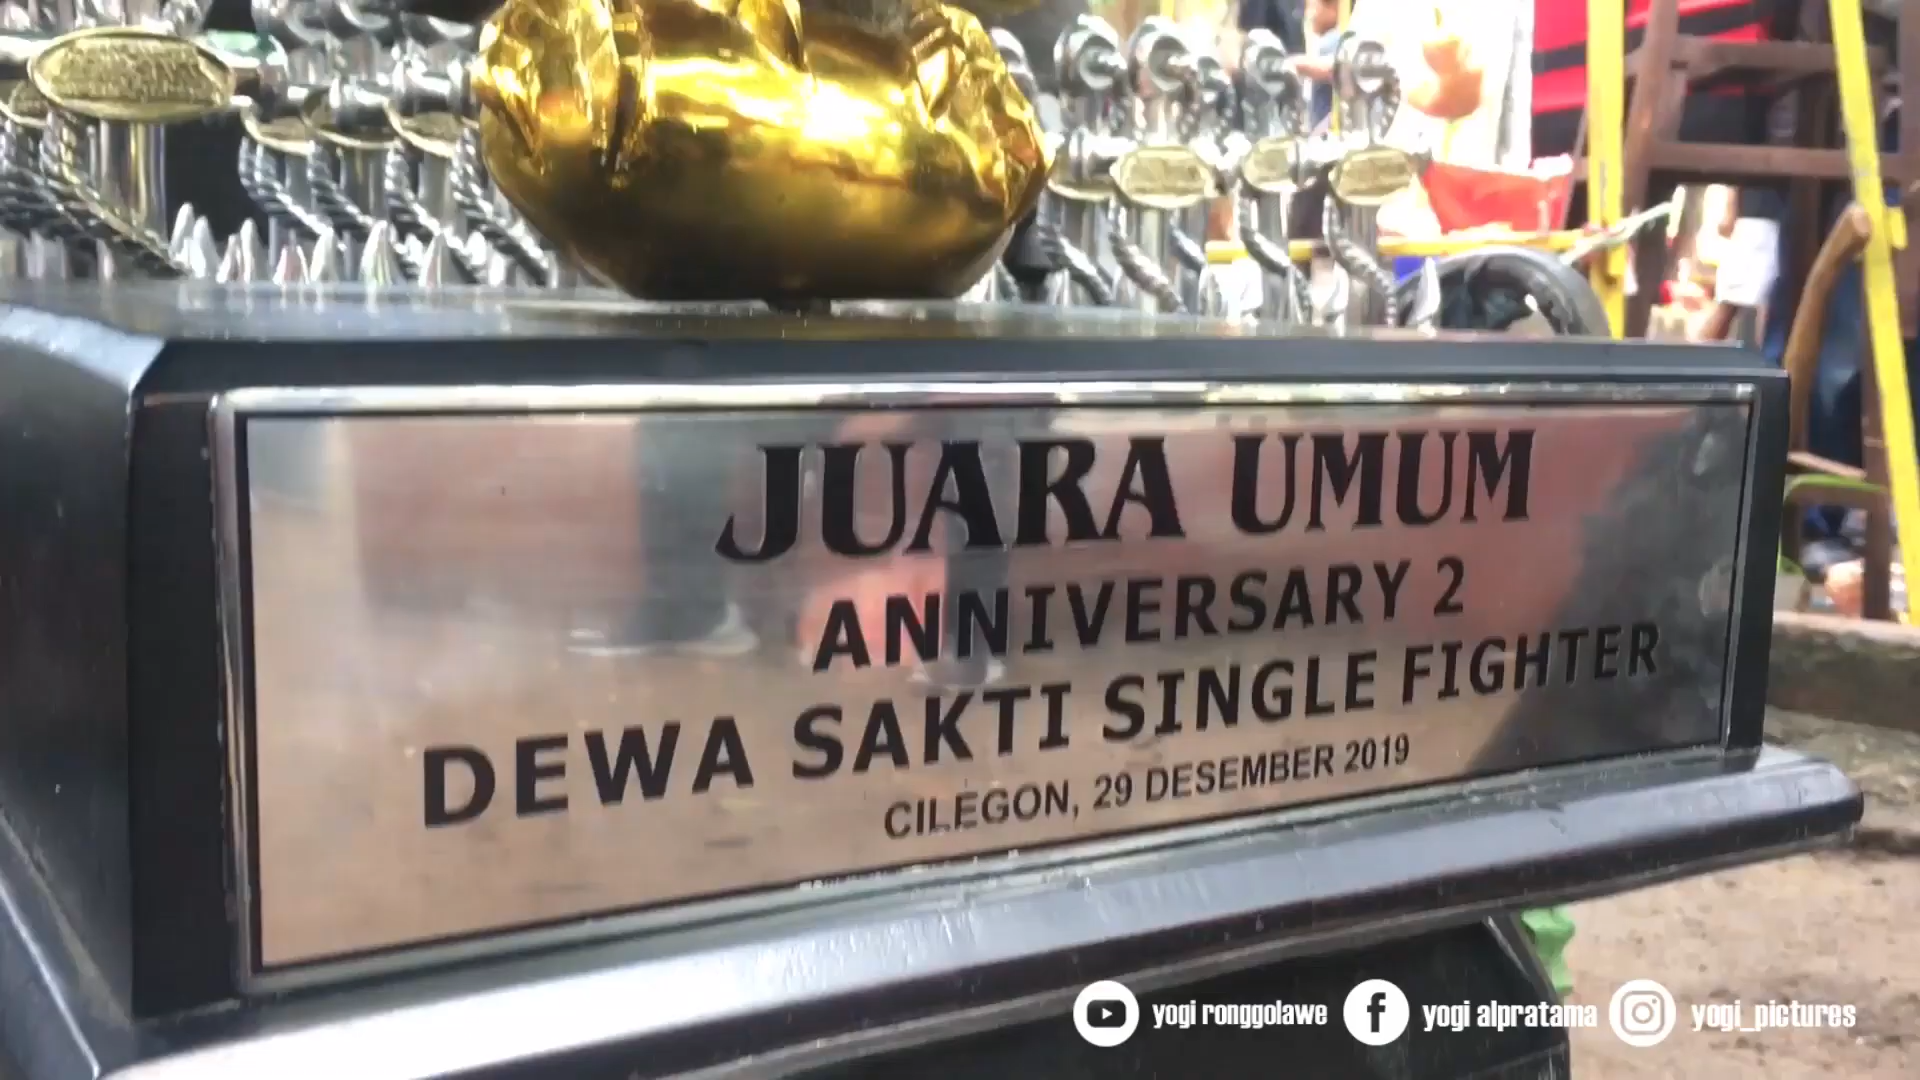 JUARA UMUM
ANNIVERSARY 2
DEWA SAKTI SINGLE FIGHTER
CILEGON, 29 DESEMBER 2019
yogi ronggolawe
yogi alpratama
yogi_pictures